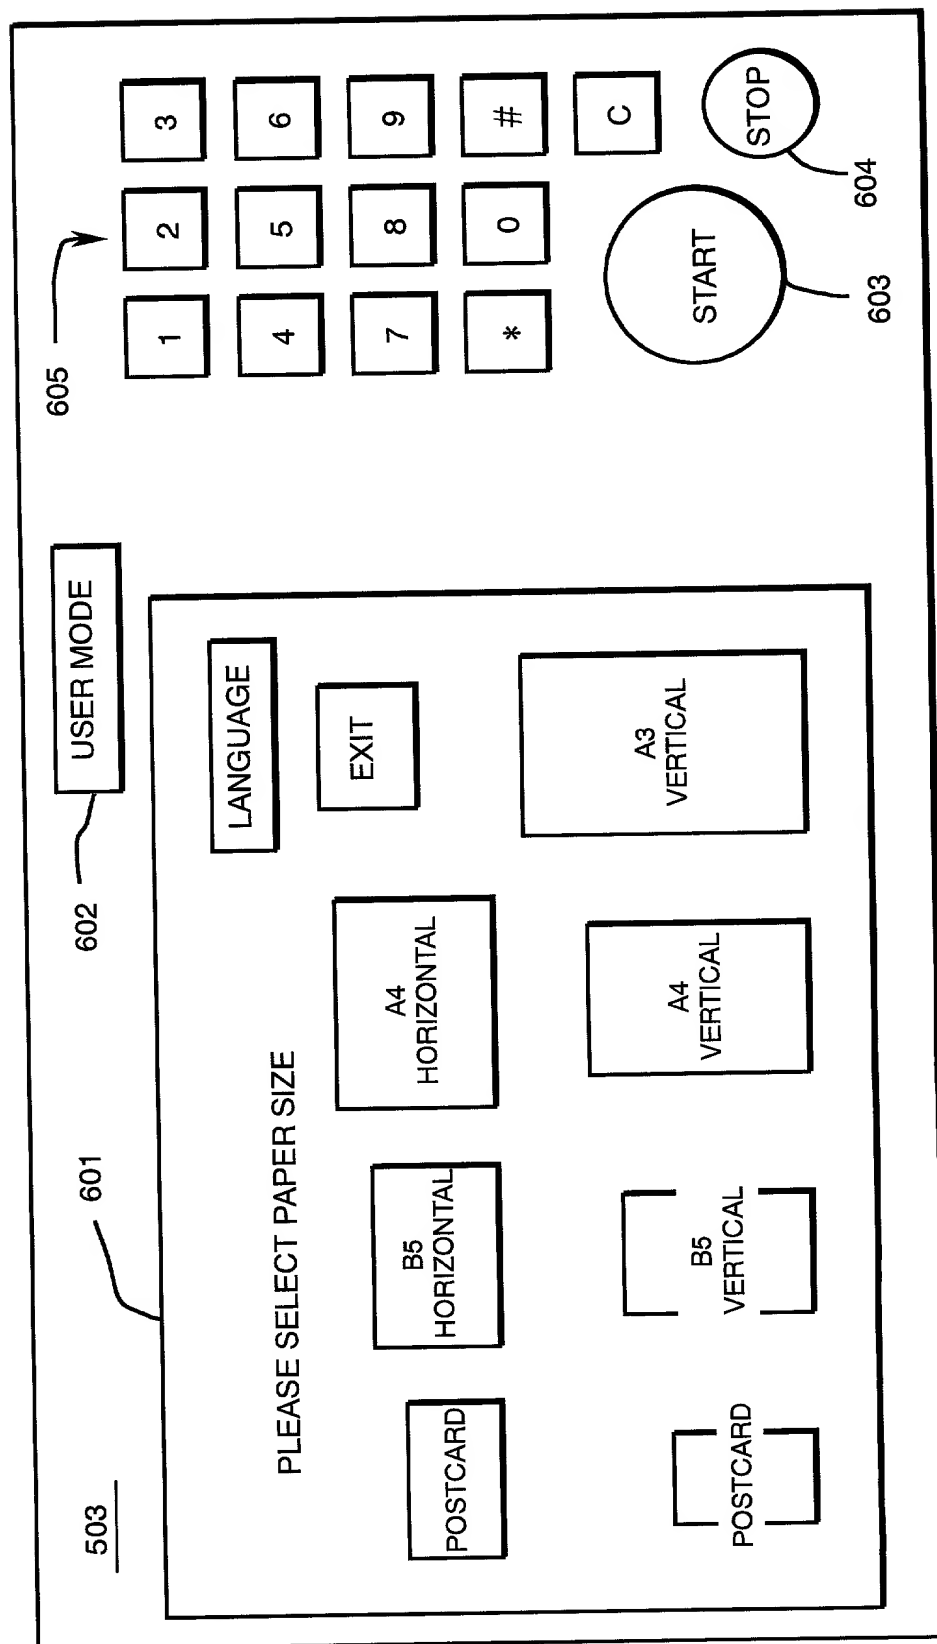 503
601
602
605
USER MODE
PLEASE SELECT PAPER SIZE
LANGUAGE
EXIT
POSTCARD
B5
HORIZONTAL
A4
HORIZONTAL
POSTCARD
B5
VERTICAL
A4
VERTICAL
A3
VERTICAL
1 2 3
4 5 6
7 8 9
* 0 #
C
START
STOP
603
604